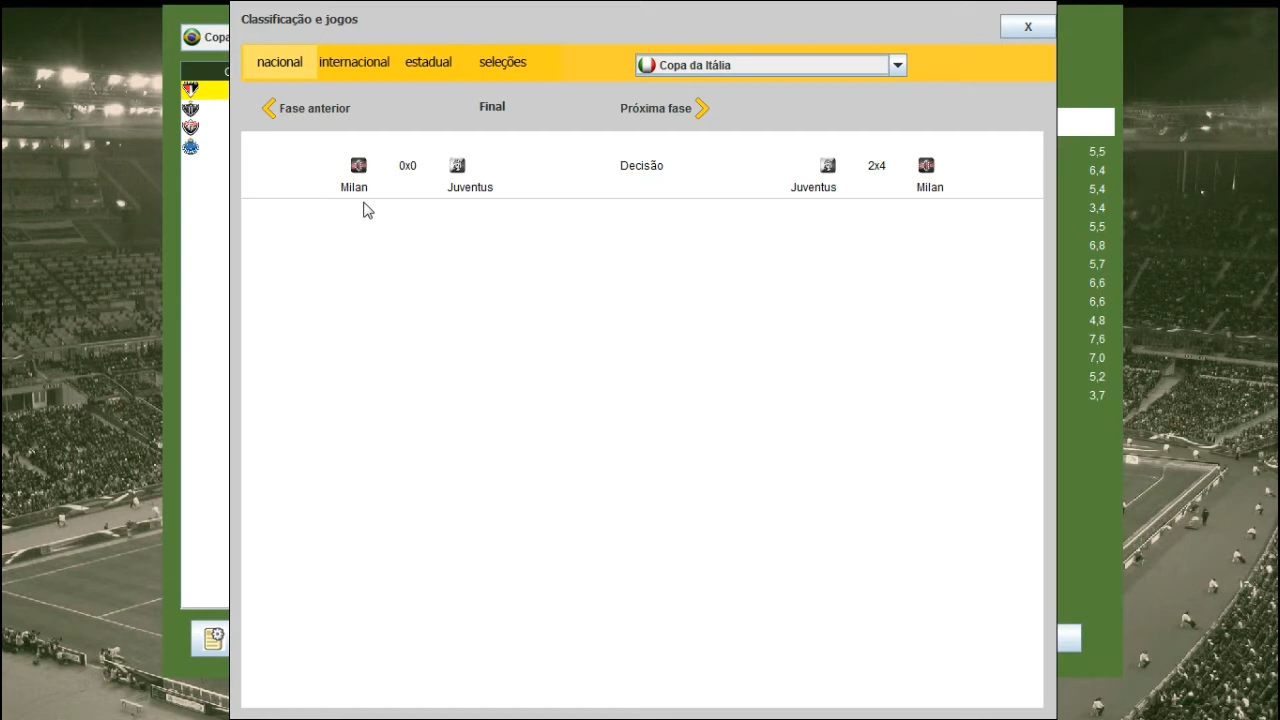 Classificação e jogos
X
Copa
nacional internacional estadual seleções Copa da Itália
Fase anterior Final Próxima fase
0x0 Decisão 2x4
Milan Juventus Juventus Milan
5,5
6,4
5,4
3,4
5,5
6,8
5,7
6,6
6,6
4,8
7,6
7,0
5,2
3,7